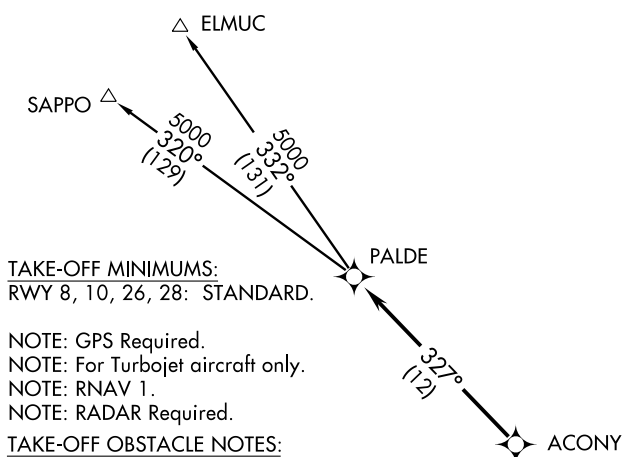 ELMUC
SAPPO
5000
320°
(129)
5000
332°
(131)
PALDE
TAKE-OFF MINIMUMS:
RWY 8, 10, 26, 28: STANDARD.
NOTE: GPS Required.
NOTE: For Turbojet aircraft only.
NOTE: RNAV 1.
NOTE: RADAR Required.
327°
(12)
TAKE-OFF OBSTACLE NOTES:
ACONY